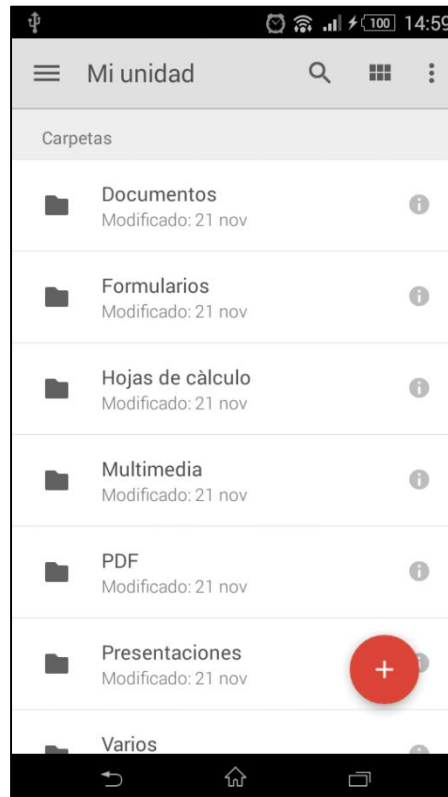 100 14:59
Mi unidad
Carpetas
Documentos
Modificado: 21 nov
Formularios
Modificado: 21 nov
Hojas de càlculo
Modificado: 21 nov
Multimedia
Modificado: 21 nov
PDF
Modificado: 21 nov
Presentaciones
Modificado: 21 nov
Varios